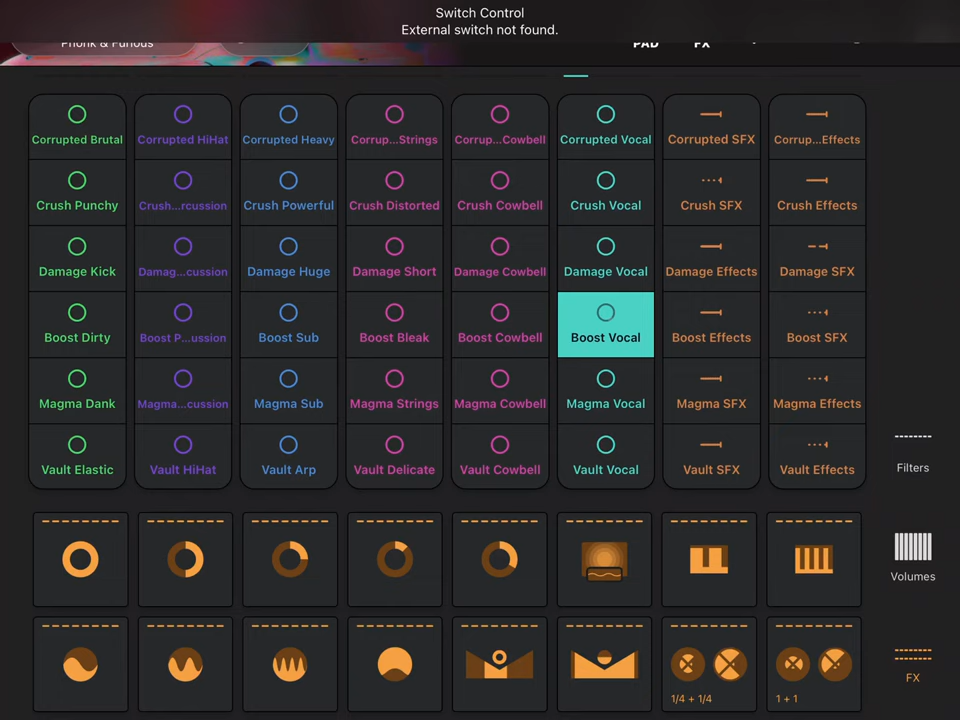 Switch Control
External switch not found.
Phonk & Furious
PAD
FX
Corrupted Brutal
Corrupted HiHat
Corrupted Heavy
Corrup...Strings
Corrup...Cowbell
Corrupted Vocal
Corrupted SFX
Corrup...Effects
Crush Punchy
Crush...rcussion
Crush Powerful
Crush Distorted
Crush Cowbell
Crush Vocal
Crush SFX
Crush Effects
Damage Kick
Damag...cussion
Damage Huge
Damage Short
Damage Cowbell
Damage Vocal
Damage Effects
Damage SFX
Boost Dirty
Boost P...ussion
Boost Sub
Boost Bleak
Boost Cowbell
Boost Vocal
Boost Effects
Boost SFX
Magma Dank
Magma...cussion
Magma Sub
Magma Strings
Magma Cowbell
Magma Vocal
Magma SFX
Magma Effects
Vault Elastic
Vault HiHat
Vault Arp
Vault Delicate
Vault Cowbell
Vault Vocal
Vault SFX
Vault Effects
Filters
Volumes
FX
1/4 + 1/4
1 + 1